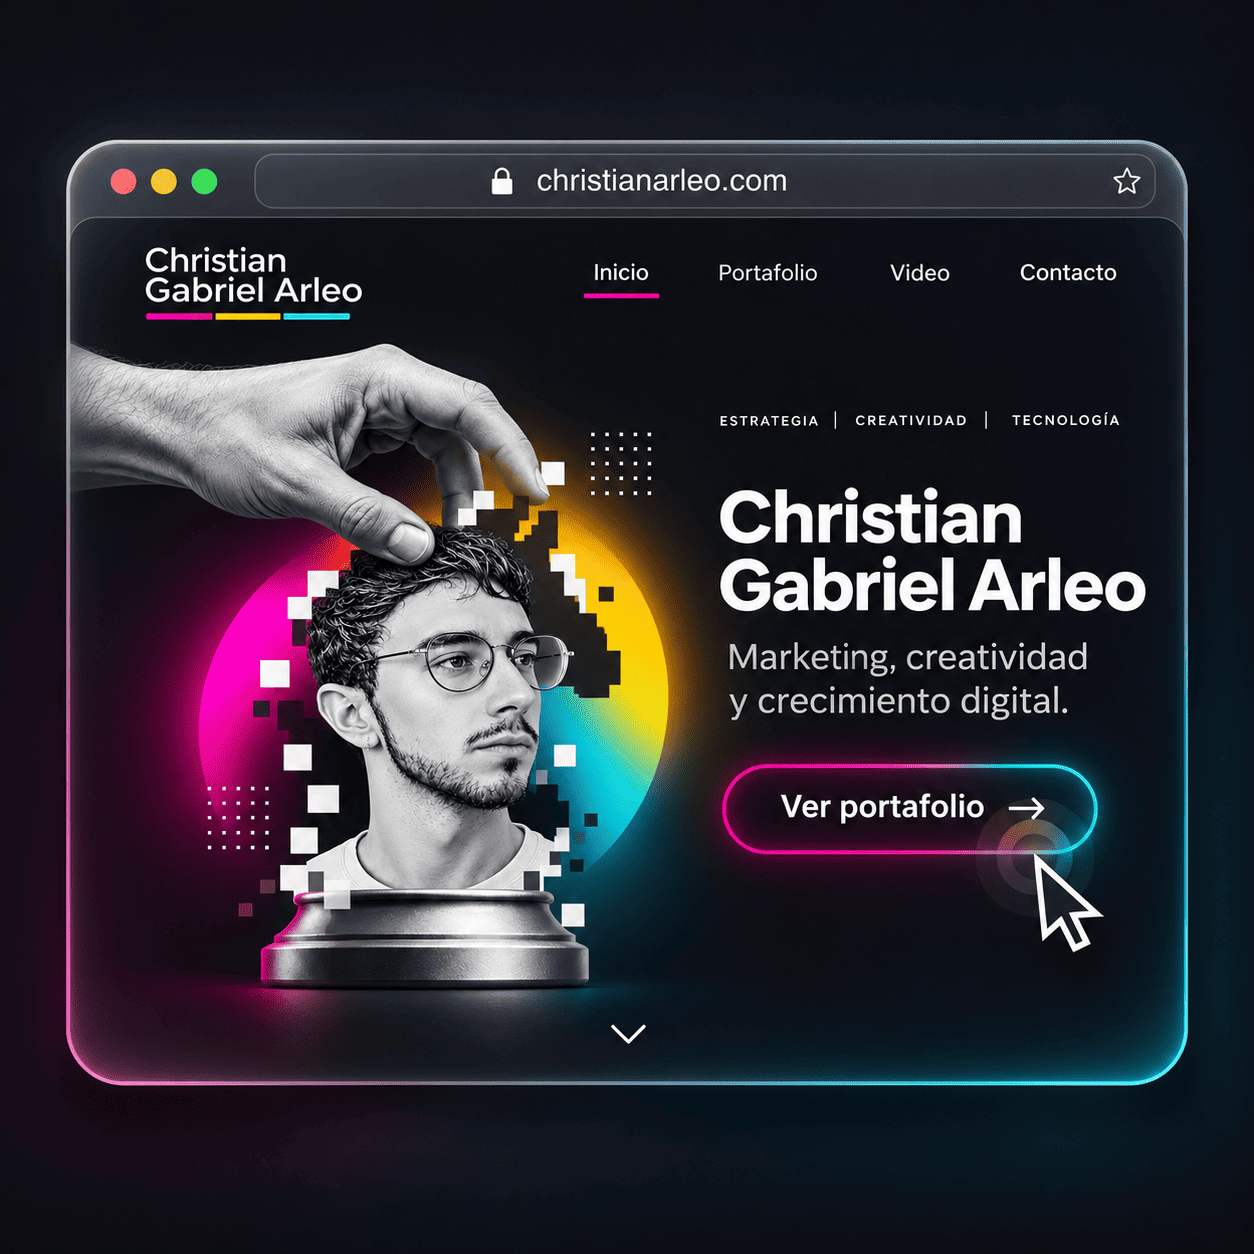 christianarleo.com
Christian
Gabriel Arleo
Inicio Portafolio Video Contacto
ESTRATEGIA | CREATIVIDAD | TECNOLOGÍA
Christian
Gabriel Arleo
Marketing, creatividad
y crecimiento digital.
Ver portafolio →